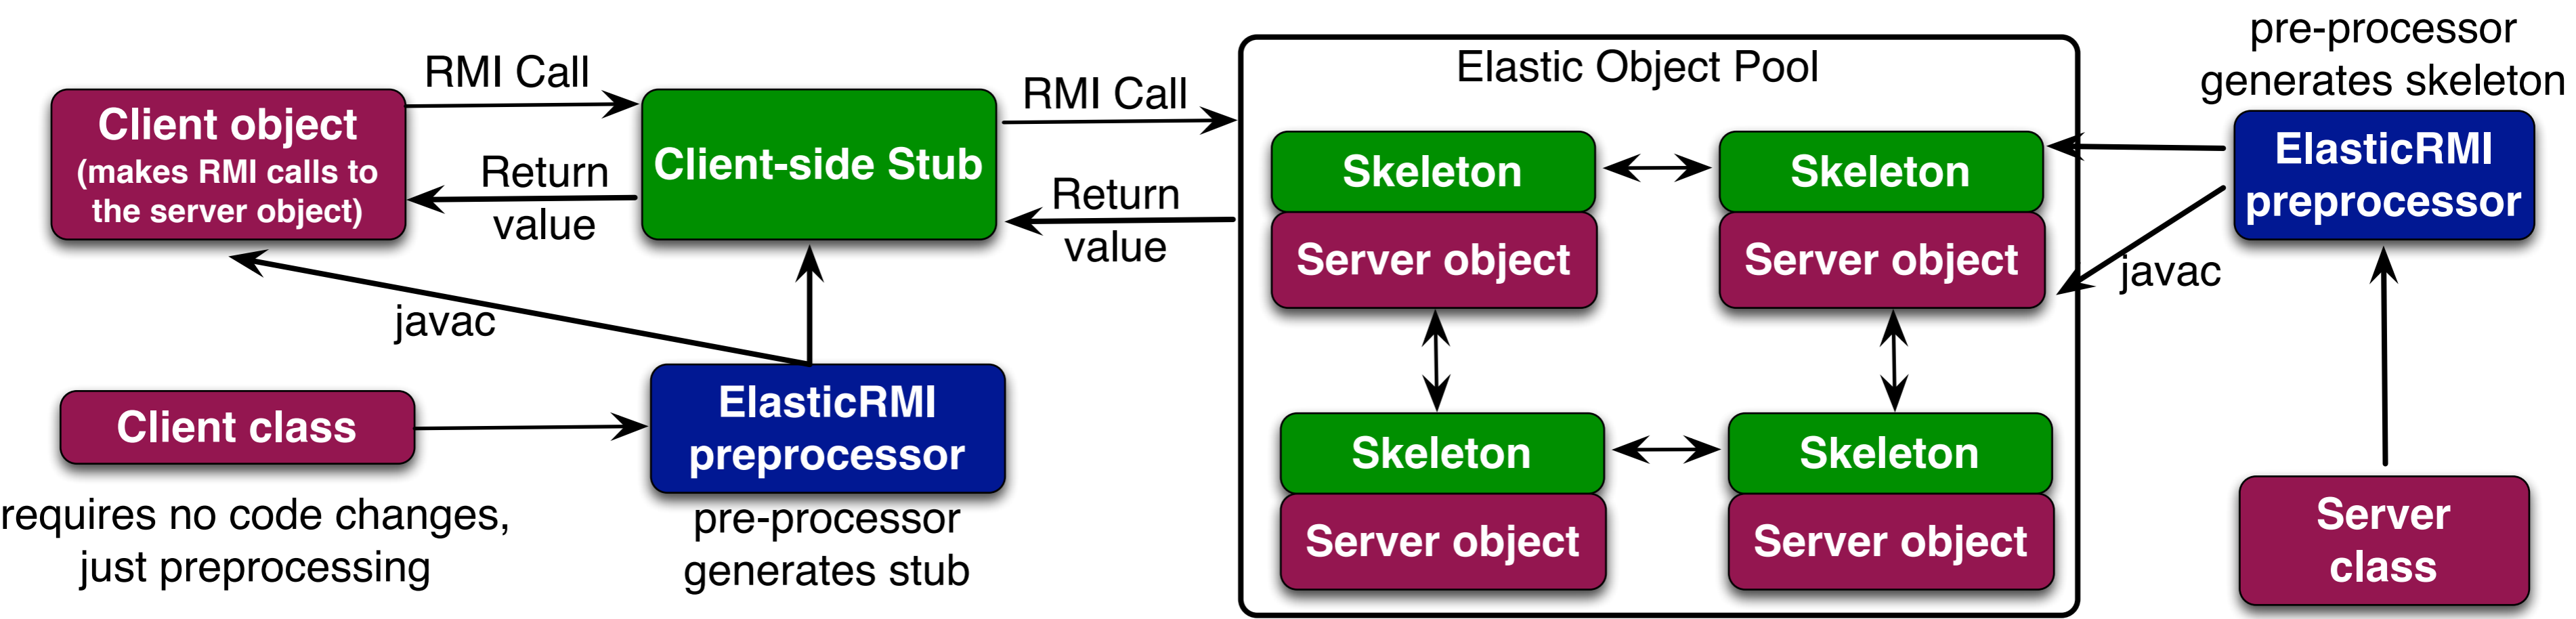 RMI Call
Client object
(makes RMI calls to
the server object)
Return
value
Client-side Stub
RMI Call
Return
value
javac
Client class
requires no code changes,
just preprocessing
ElasticRMI
preprocessor
pre-processor
generates stub
Elastic Object Pool
Skeleton
Server object
Skeleton
Server object
Skeleton
Server object
Skeleton
Server object
pre-processor
generates skeleton
ElasticRMI
preprocessor
javac
Server
class